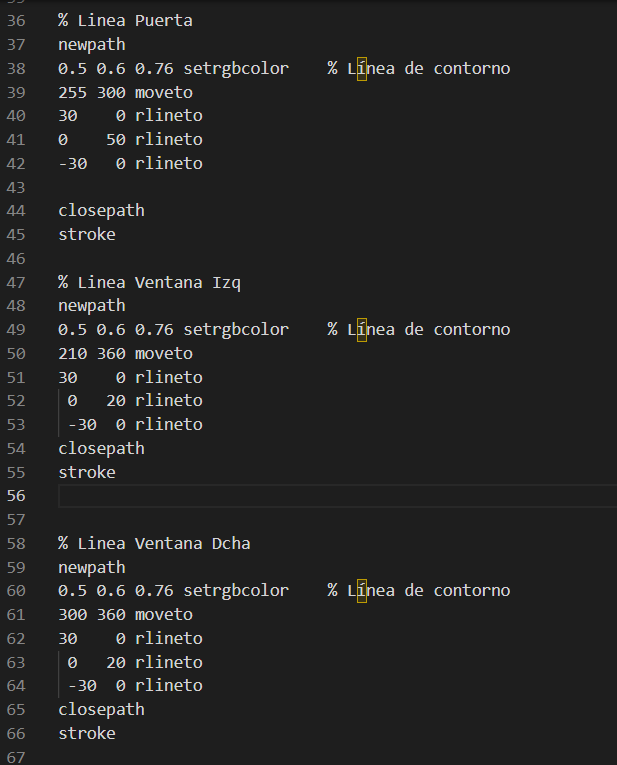 36 % Linea Puerta
37 newpath
38 0.5 0.6 0.76 setrgbcolor    % Línea de contorno
39 255 300 moveto
40 30    0 rlineto
41 0    50 rlineto
42 -30   0 rlineto
43
44 closepath
45 stroke
46
47 % Linea Ventana Izq
48 newpath
49 0.5 0.6 0.76 setrgbcolor    % Línea de contorno
50 210 360 moveto
51 30    0 rlineto
52  0   20 rlineto
53  -30  0 rlineto
54 closepath
55 stroke
56
57
58 % Linea Ventana Dcha
59 newpath
60 0.5 0.6 0.76 setrgbcolor    % Línea de contorno
61 300 360 moveto
62 30    0 rlineto
63  0   20 rlineto
64  -30  0 rlineto
65 closepath
66 stroke
67